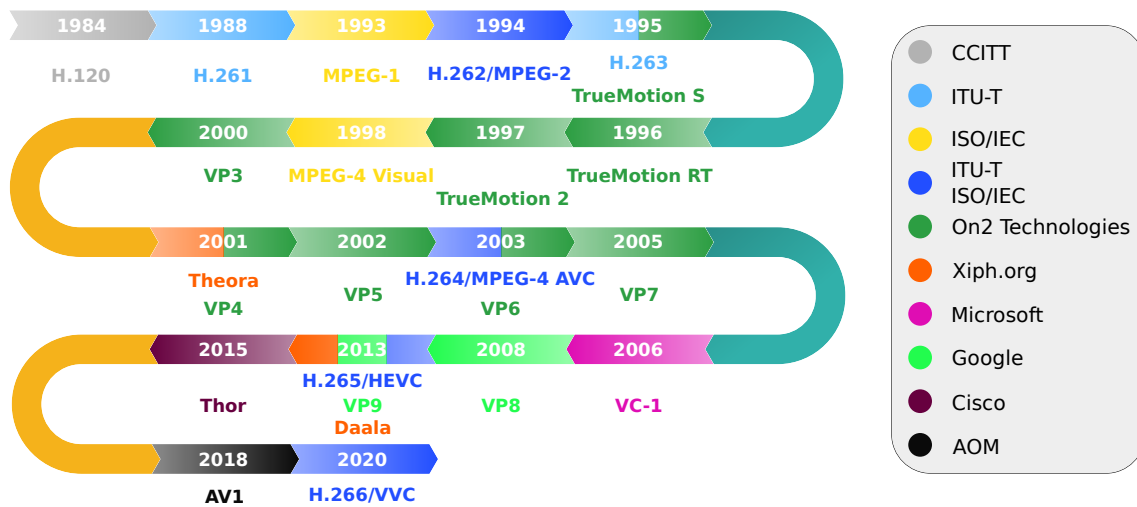 1984
1988
1993
1994
1995
H.120
H.261
MPEG-1
H.262/MPEG-2
H.263
TrueMotion S
2000
1998
1997
1996
VP3
MPEG-4 Visual
TrueMotion 2
TrueMotion RT
2001
2002
2003
2005
Theora
VP4
VP5
H.264/MPEG-4 AVC
VP6
VP7
2015
2013
2008
2006
Thor
H.265/HEVC
VP9
Daala
VP8
VC-1
2018
2020
AV1
H.266/VVC
CCITT
ITU-T
ISO/IEC
ITU-T
ISO/IEC
On2 Technologies
Xiph.org
Microsoft
Google
Cisco
AOM